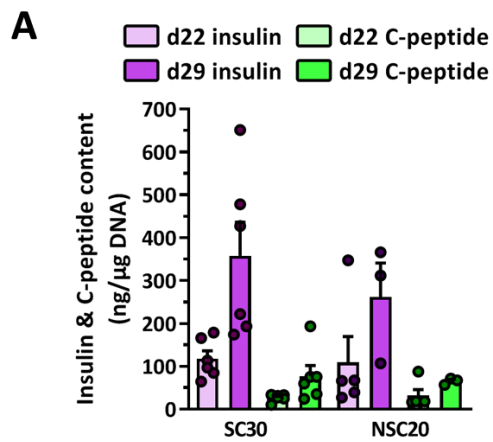 A
d22 insulin
d22 C-peptide
d29 insulin
d29 C-peptide
Insulin & C-peptide content
(ng/µg DNA)
700
600
500
400
300
200
100
0
SC30
NSC20